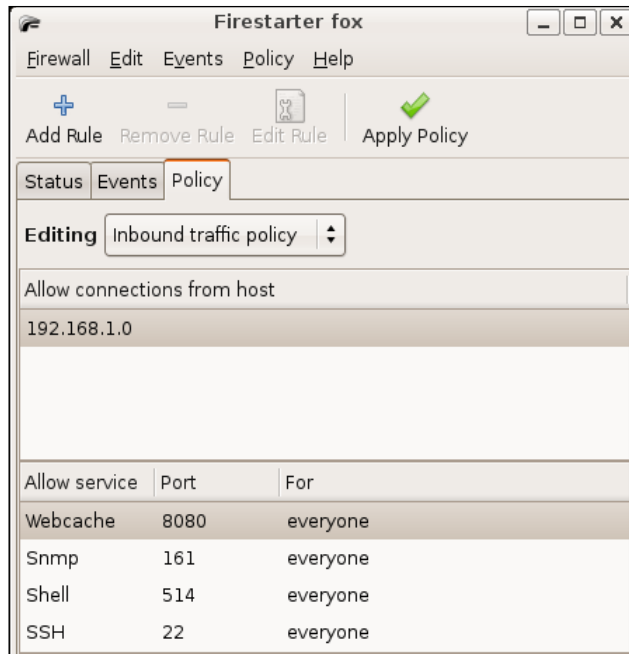 Firestarter fox
Firewall Edit Events Policy Help
Add Rule Remove Rule Edit Rule Apply Policy
Status Events Policy
Editing Inbound traffic policy
Allow connections from host
192.168.1.0
Allow service Port For
Webcache 8080 everyone
Snmp 161 everyone
Shell 514 everyone
SSH 22 everyone